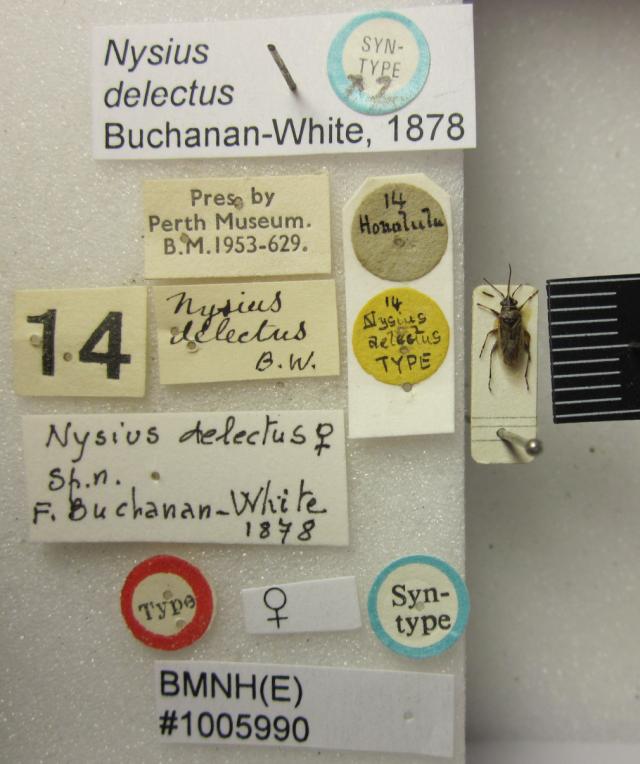 Nysius
delectus
Buchanan-White, 1878
SYN-
TYPE
Pres. by
Perth Museum.
B.M.1953-629.
14
Honolulu
14
Nysius
delectus
B.W.
14
Nysius
delectus
TYPE
Nysius delectus ♀
sp.n.
F. Buchanan-White
1878
Type
♀
Syn-
type
BMNH(E)
#1005990